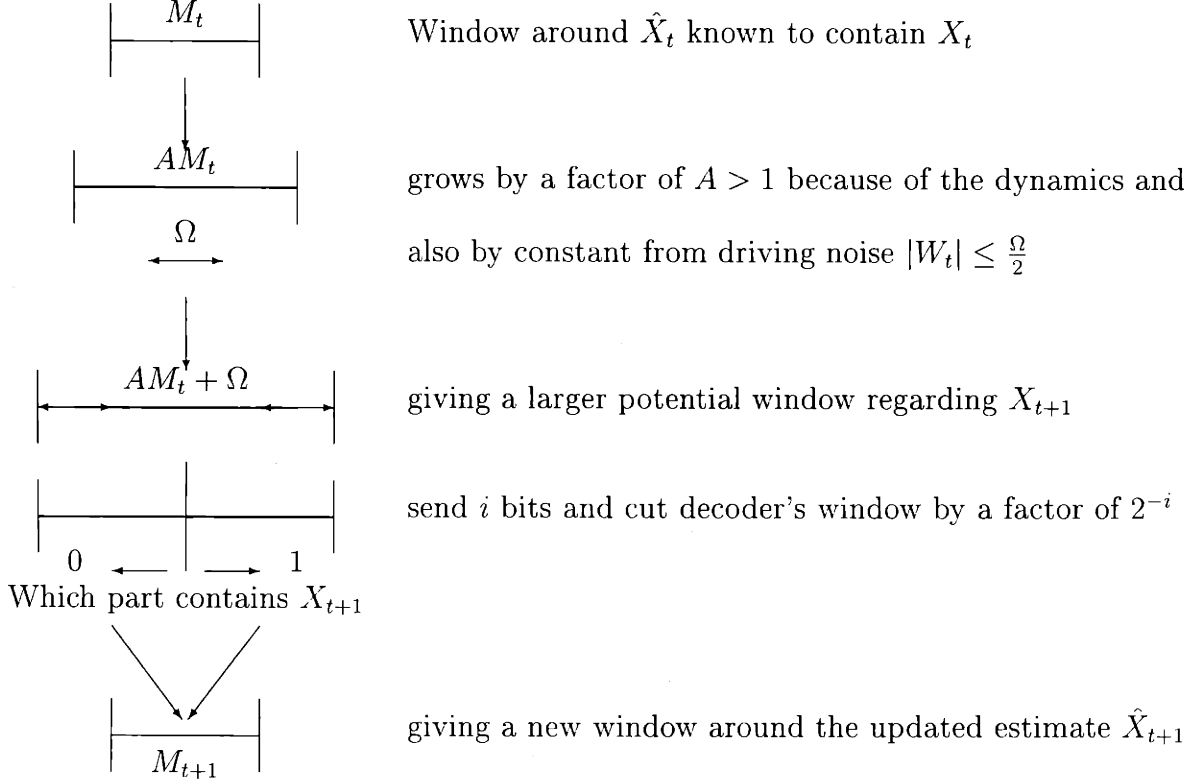 M_t
Window around X̂_t known to contain X_t
AM_t
grows by a factor of A > 1 because of the dynamics and
Ω
also by constant from driving noise |W_t| ≤ Ω/2
AM_t + Ω
giving a larger potential window regarding X_{t+1}
send i bits and cut decoder's window by a factor of 2^{-i}
0 1
Which part contains X_{t+1}
giving a new window around the updated estimate X̂_{t+1}
M_{t+1}